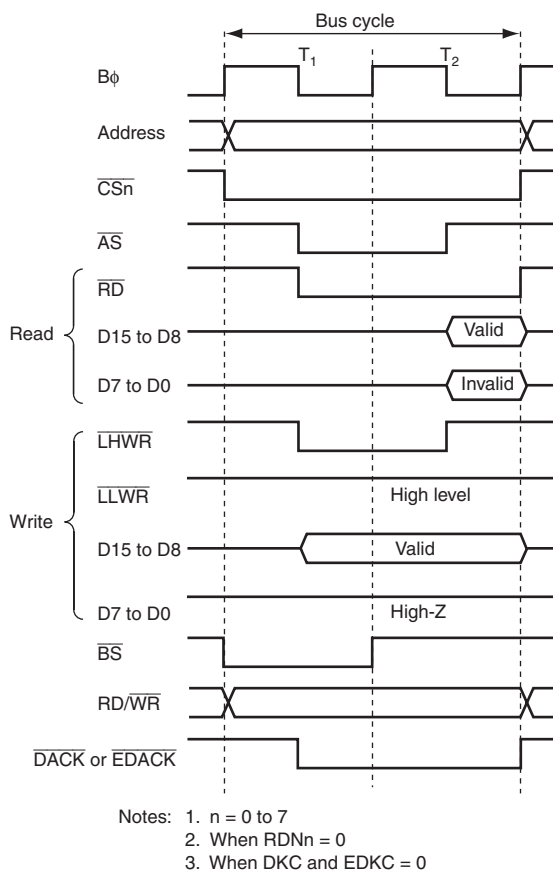 Bus cycle
T1 T2
Bφ
Address
CSn
AS
RD
Read
D15 to D8 Valid
D7 to D0 Invalid
LHWR
LLWR High level
Write
D15 to D8 Valid
D7 to D0 High-Z
BS
RD/WR
DACK or EDACK
Notes: 1. n = 0 to 7
2. When RDNn = 0
3. When DKC and EDKC = 0